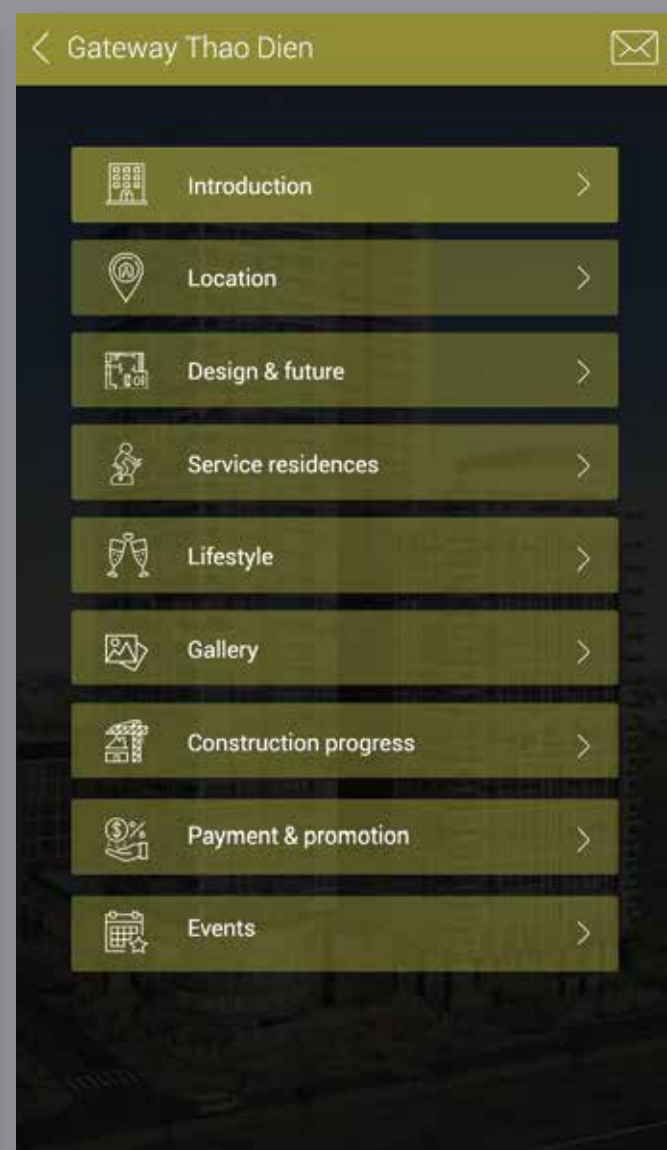 Gateway Thao Dien
Introduction
Location
Design & future
Service residences
Lifestyle
Gallery
Construction progress
Payment & promotion
Events